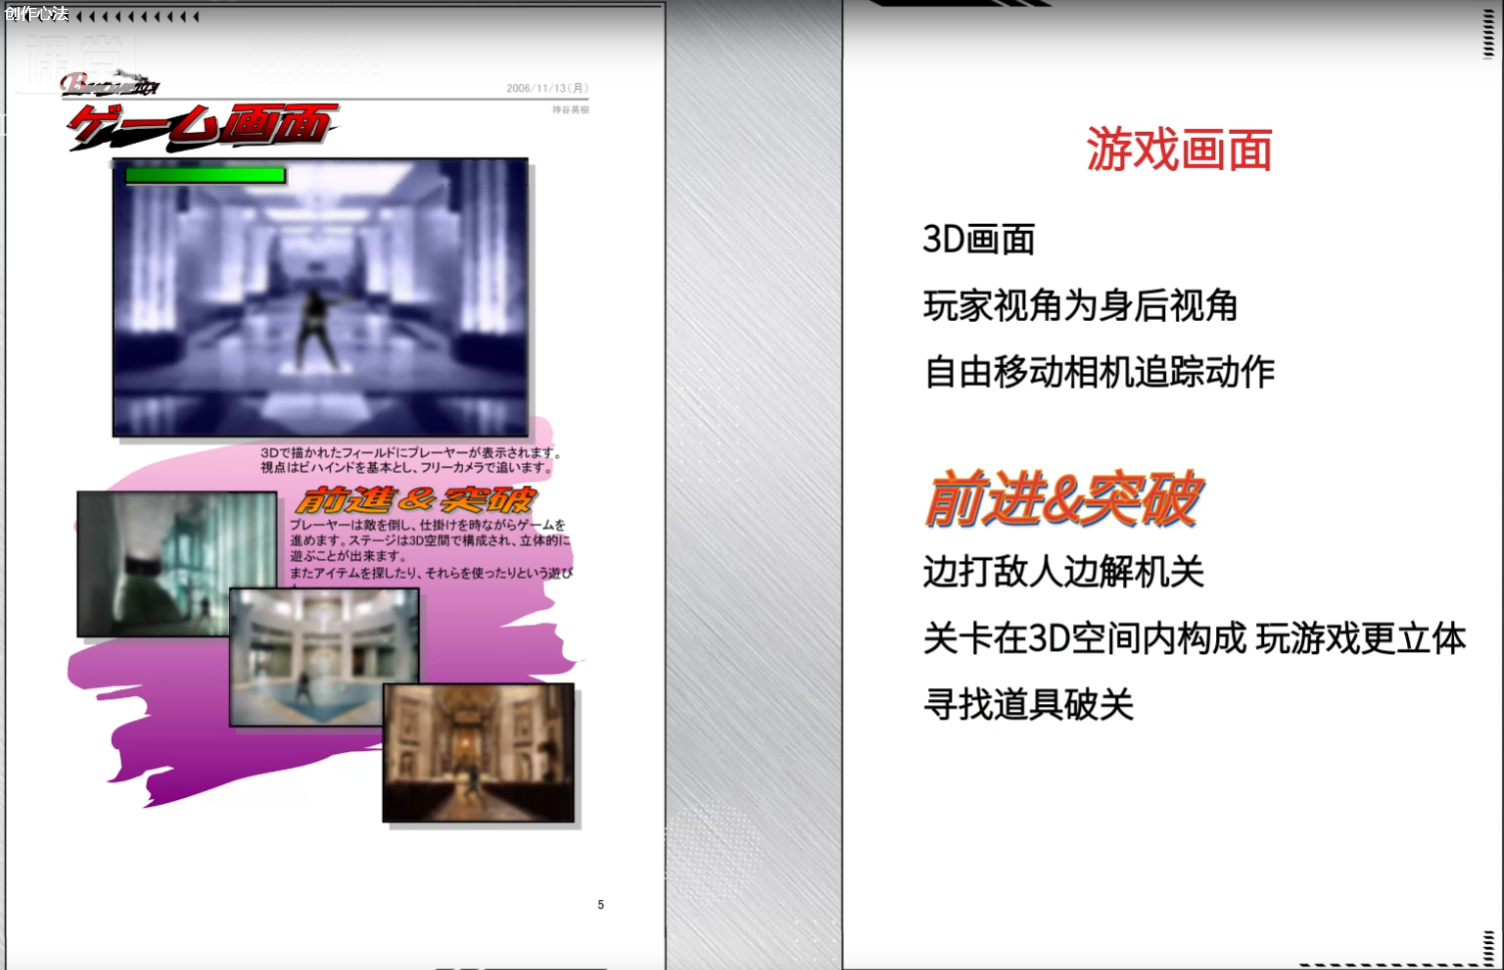 创作心法
课堂
2006/11/13(月)
神谷英樹
ゲーム画面
3Dで描かれたフィールドにプレーヤーが表示されます。
視点はビハインドを基本とし、フリーカメラで追います。
前進&突破
プレーヤーは敵を倒し、仕掛けを時ながらゲームを
進めます。ステージは3D空間で構成され、立体的に
遊ぶことが出来ます。
またアイテムを探したり、それらを使ったりという遊び
5
游戏画面
3D画面
玩家视角为身后视角
自由移动相机追踪动作
前进&突破
边打敌人边解机关
关卡在3D空间内构成 玩游戏更立体
寻找道具破关